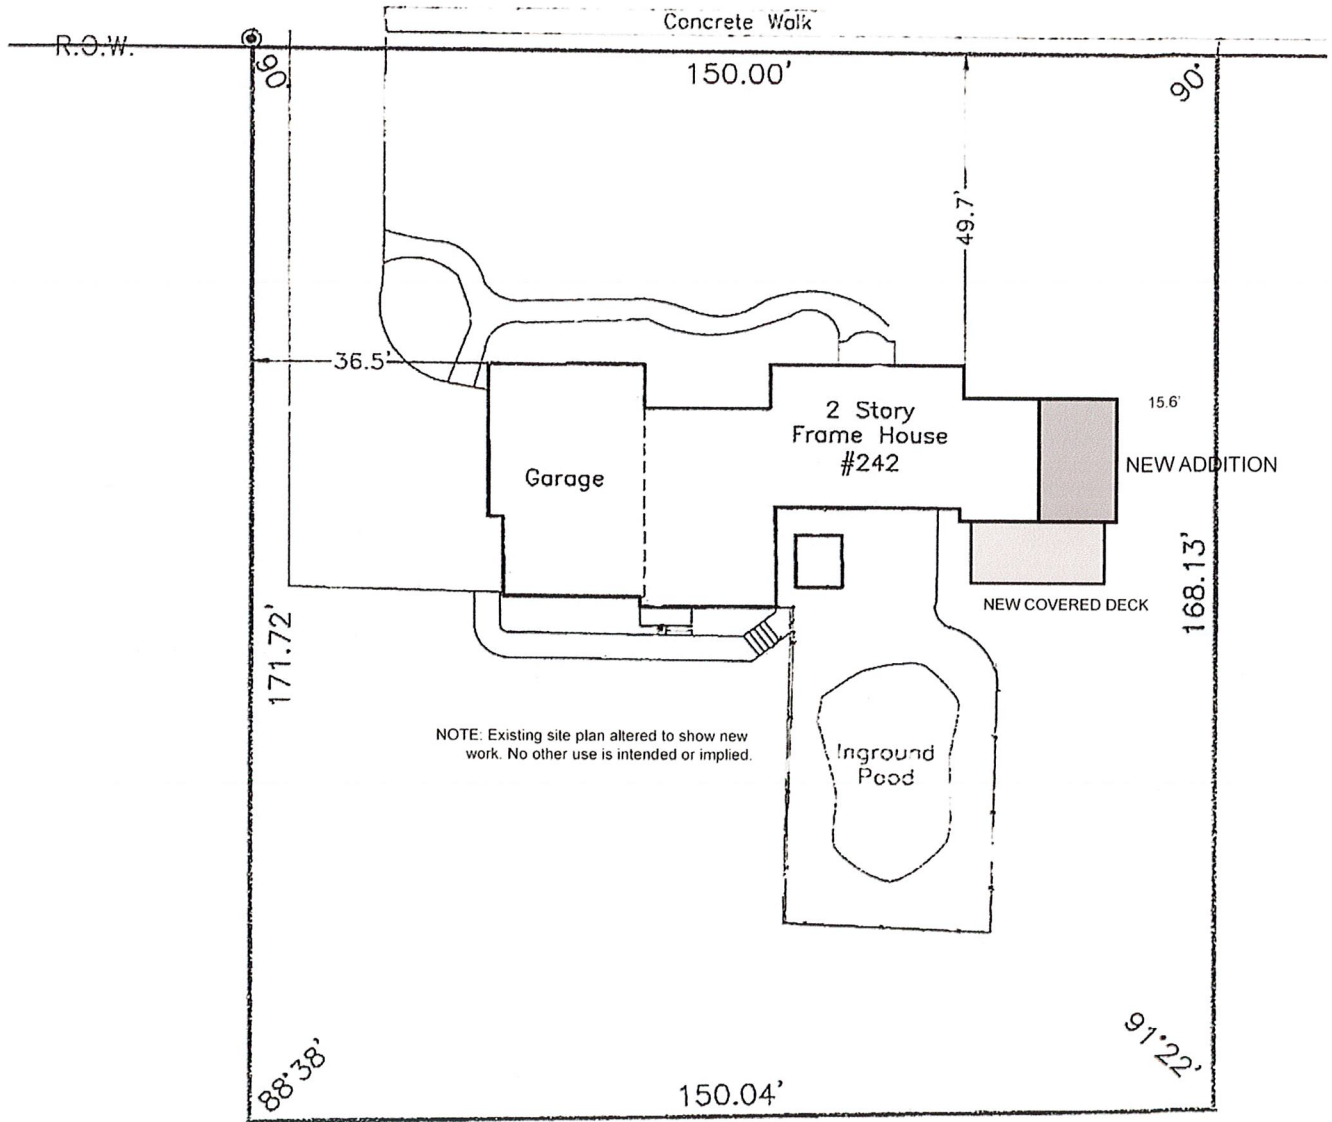 Concrete Walk
R.O.W.
90.
150.00'
90°
49.7'
36.5'
2 Story
Frame House
#242
15.6'
Garage
NEW ADDITION
NEW COVERED DECK
171.72'
168.13'
NOTE: Existing site plan altered to show new
work. No other use is intended or implied.
Inground
Pood
88°38'
150.04'
91°22'